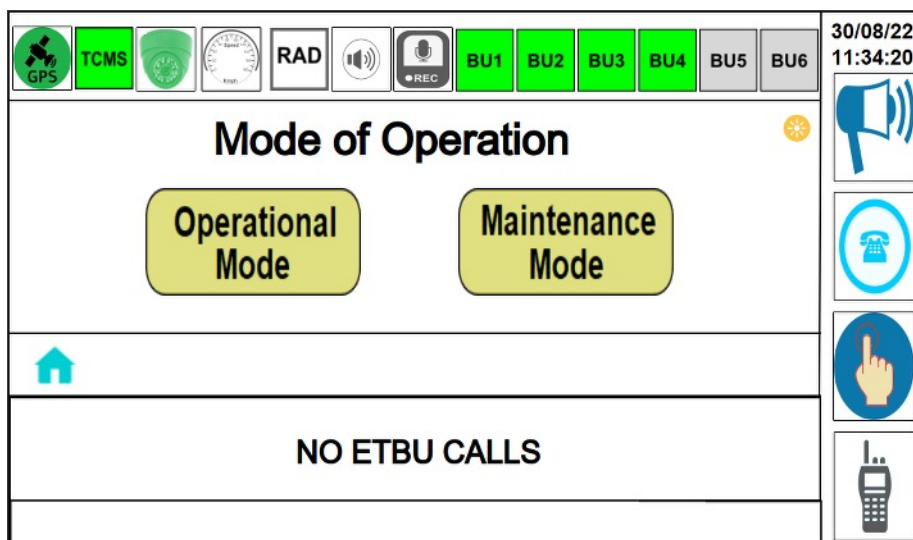 GPS
TCMS
Speed
Kmph
RAD
REC
BU1
BU2
BU3
BU4
BU5
BU6
30/08/22
11:34:20
Mode of Operation
Operational
Mode
Maintenance
Mode
NO ETBU CALLS